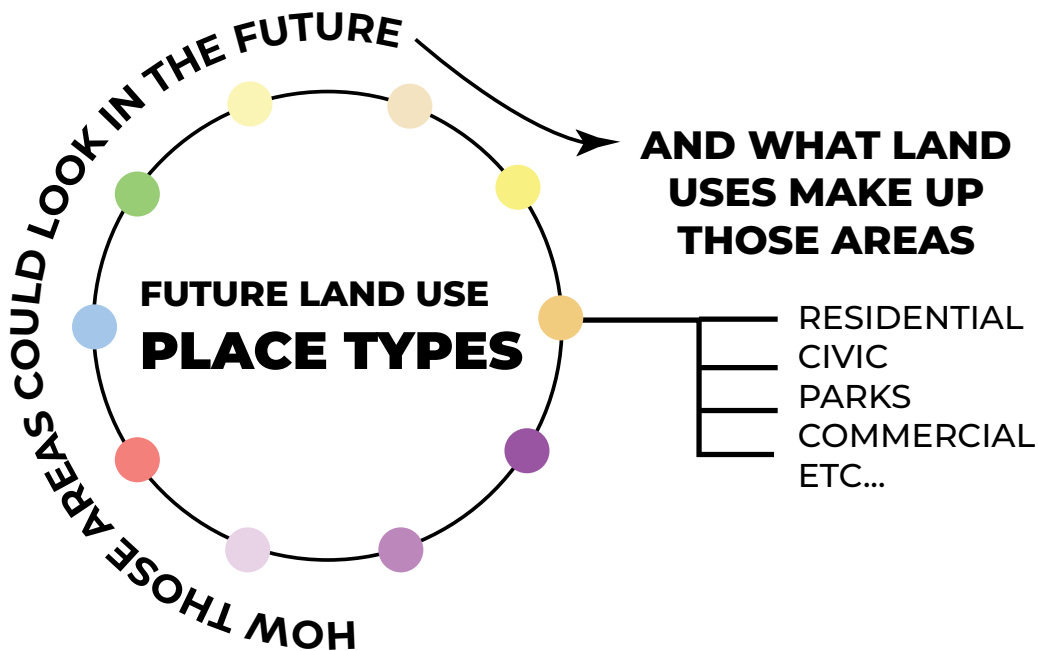 HOW THOSE AREAS COULD LOOK IN THE FUTURE
AND WHAT LAND
USES MAKE UP
THOSE AREAS
FUTURE LAND USE
PLACE TYPES
RESIDENTIAL
CIVIC
PARKS
COMMERCIAL
ETC...